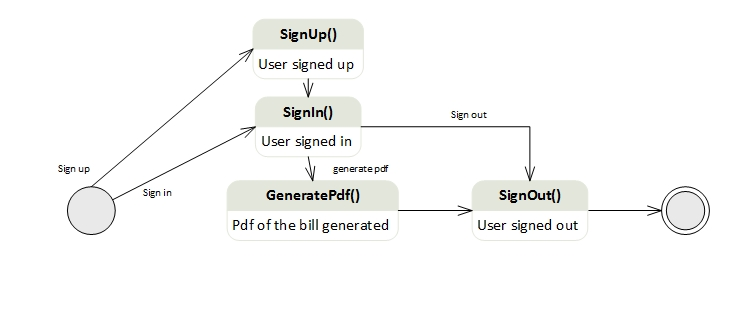 SignUp()
User signed up
SignIn()
Sign out
User signed in
Sign up
generate pdf
Sign in
GeneratePdf()
SignOut()
Pdf of the bill generated
User signed out